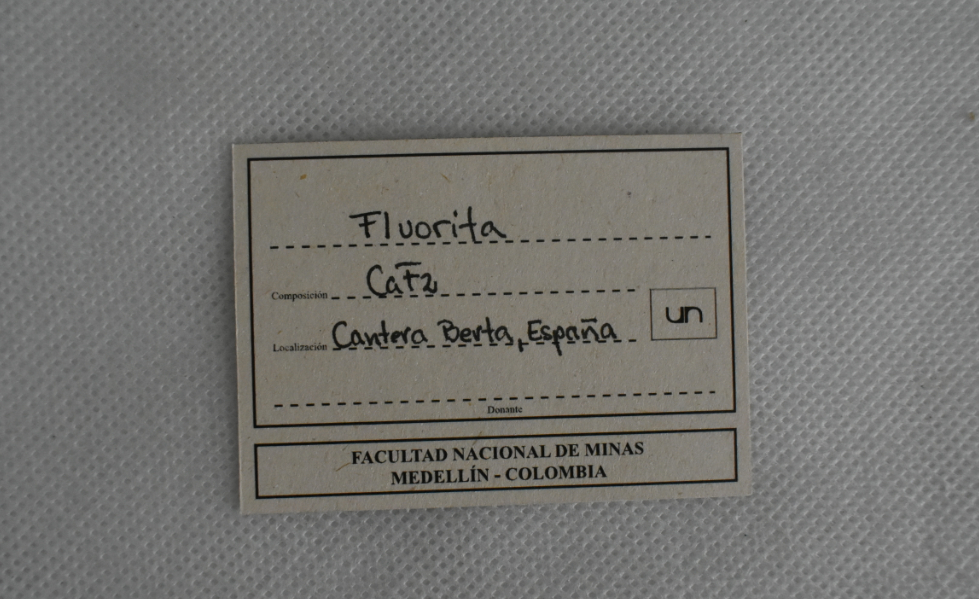 Fluorita
Composición CaF2
Localización Cantera Berta, España
un
Donante
FACULTAD NACIONAL DE MINAS
MEDELLÍN - COLOMBIA